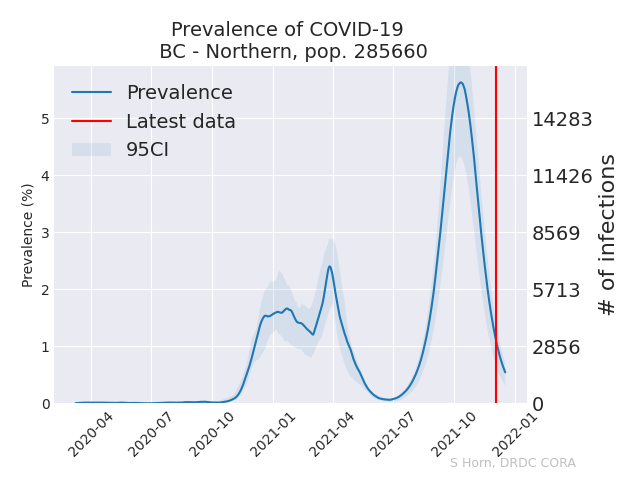 Prevalence of COVID-19
BC - Northern, pop. 285660
Prevalence
Latest data
95CI
Prevalence (%)
5
4
3
2
1
0
14283
11426
8569
5713
2856
0
# of infections
2020-04
2020-07
2020-10
2021-01
2021-04
2021-07
2021-10
2022-01
S Horn, DRDC CORA